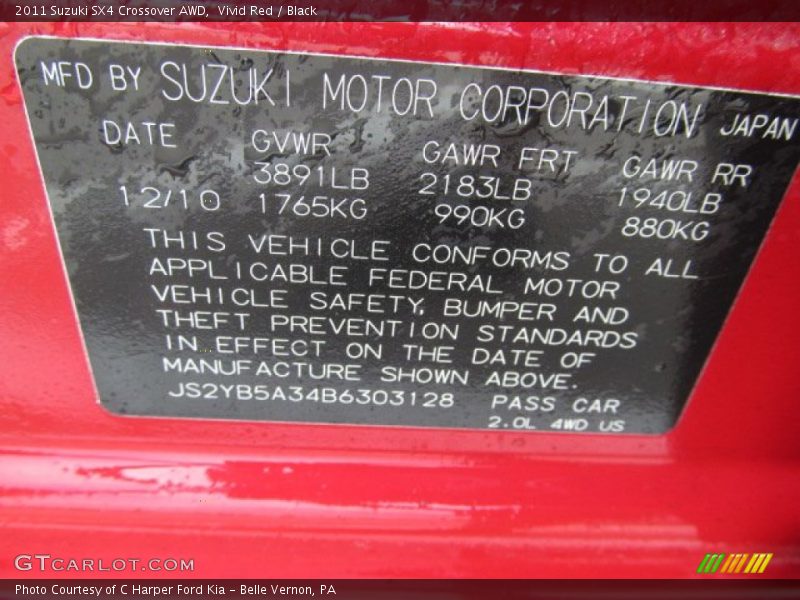 2011 Suzuki SX4 Crossover AWD,  Vivid Red / Black
MFD BY SUZUKI MOTOR CORPORATION JAPAN
DATE GVWR GAWR FRT GAWR RR
3891LB 2183LB 1940LB
12/10 1765KG 990KG 880KG
THIS VEHICLE CONFORMS TO ALL
APPLICABLE FEDERAL MOTOR
VEHICLE SAFETY, BUMPER AND
THEFT PREVENTION STANDARDS
IN EFFECT ON THE DATE OF
MANUFACTURE SHOWN ABOVE.
JS2YB5A34B6303128 PASS CAR
2.0L 4WD US
GTCARLOT.COM
Photo Courtesy of C Harper Ford Kia - Belle Vernon, PA